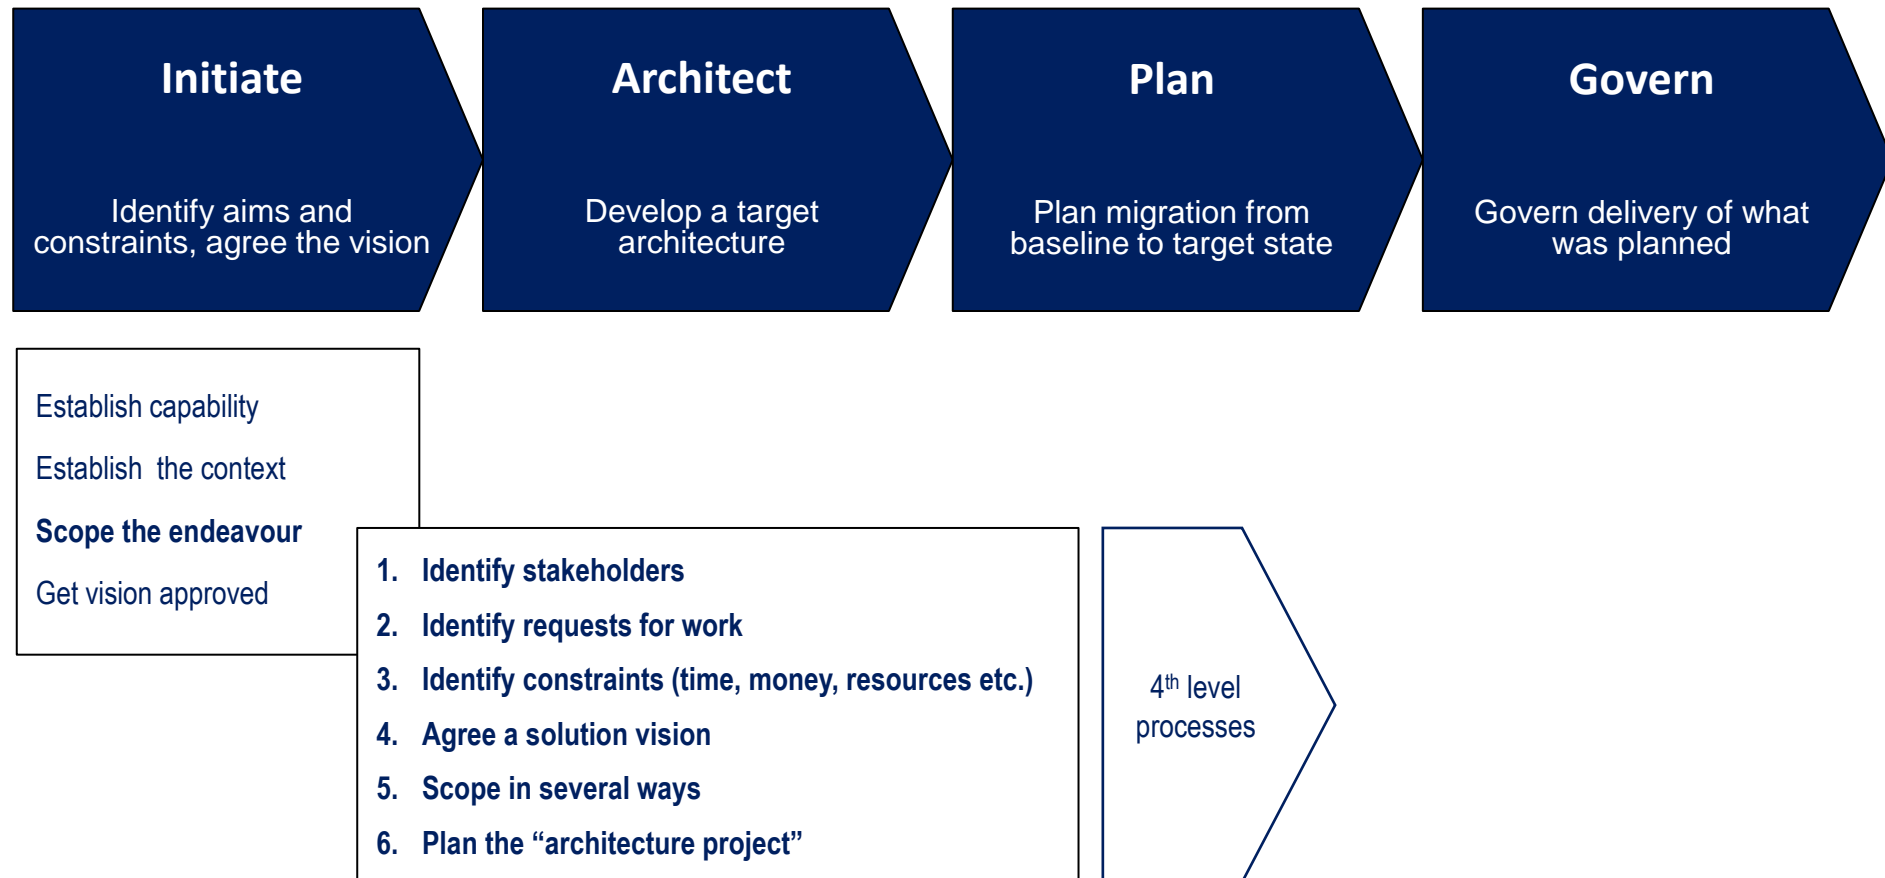 Initiate
Identify aims and
constraints, agree the vision
Architect
Develop a target
architecture
Plan
Plan migration from
baseline to target state
Govern
Govern delivery of what
was planned
Establish capability
Establish  the context
Scope the endeavour
Get vision approved
1. Identify stakeholders
2. Identify requests for work
3. Identify constraints (time, money, resources etc.)
4. Agree a solution vision
5. Scope in several ways
6. Plan the “architecture project”
4th level
processes